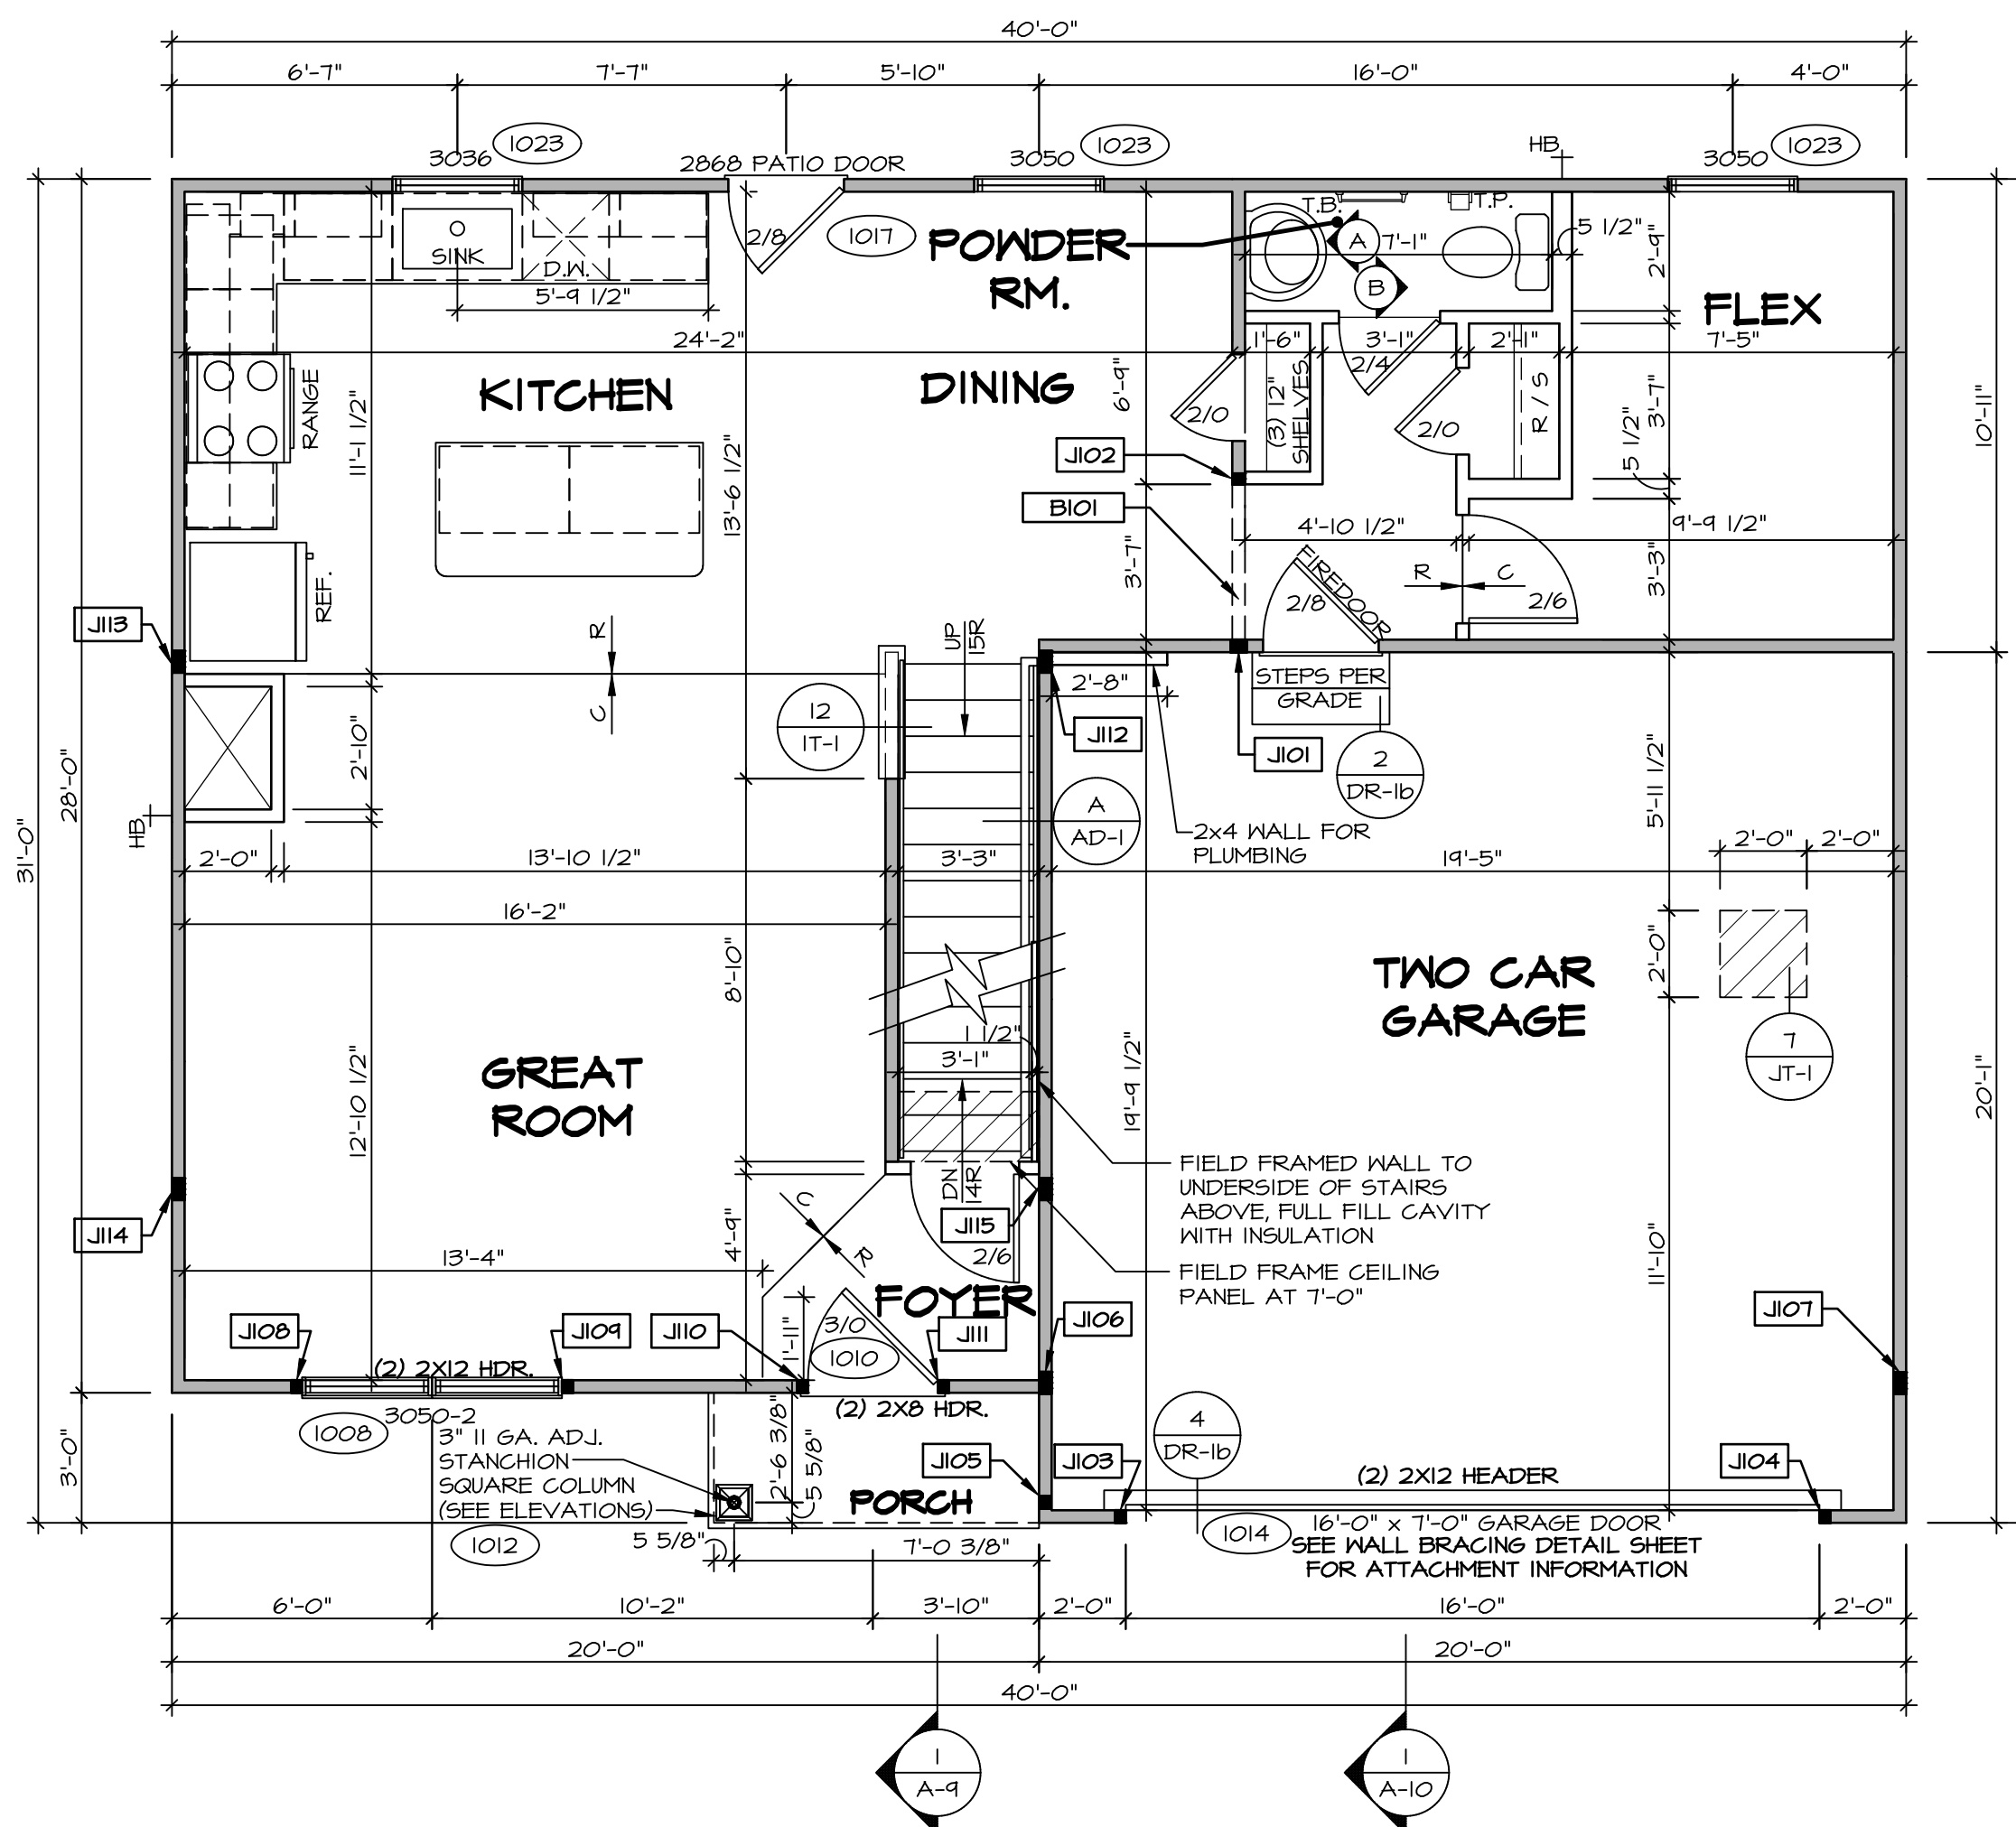 40'-0"
6'-7" 7'-7" 5'-10" 16'-0" 4'-0"
1023 1023 HB 1023
3036 2868 PATIO DOOR 3050 3050
SINK
D.W.
5'-9 1/2"
2/8
1017
POWDER
RM.
T.B. T.P.
A 7'-1"
B
5 1/2"
2'-9"
FLEX
24'-2" 1'-6" 3'-1" 2'-1" 7'-5"
2/4
RANGE
KITCHEN
DINING
11'-1 1/2"
13'-6 1/2"
6'-9"
2/0
(3) 12"
SHELVES
2/0
R / S
5 1/2"
3'-7"
10'-11"
J102
B101
4'-10 1/2" 9'-9 1/2"
3'-7"
FIREDOOR
2/8
R C
2/6
3'-3"
REF.
J113
R
C
UP
15R
12
1T-1
2'-8"
J112
STEPS PER
GRADE
J101
2
DR-1b
31'-0"
28'-0"
HB
2'-10"
A
AD-1
2x4 WALL FOR
PLUMBING
5'-11 1/2"
2'-0" 2'-0"
2'-0" 13'-10 1/2" 3'-3" 19'-5"
16'-2"
8'-10"
TWO CAR
GARAGE
2'-0"
7
JT-1
1 1/2"
3'-1"
GREAT
ROOM
12'-10 1/2"
19'-9 1/2"
20'-1"
FIELD FRAMED WALL TO
UNDERSIDE OF STAIRS
ABOVE, FULL FILL CAVITY
WITH INSULATION
FIELD FRAME CEILING
PANEL AT 7'-0"
DN
14R
J114
C
R
4'-9"
J115
2/6
13'-4"
11'-10"
FOYER
J108 J109 J110
1'-11"
3/0
1010
J111
J106
J107
(2) 2X12 HDR.
3050-2
1008
(2) 2X8 HDR.
3" 11 GA. ADJ.
STANCHION
SQUARE COLUMN
(SEE ELEVATIONS)
2'-6 3/8"
5 5/8"
3'-0"
J105
J103
4
DR-1b
(2) 2X12 HEADER
J104
PORCH
1012
5 5/8" 7'-0 3/8"
1014
16'-0" x 7'-0" GARAGE DOOR
SEE WALL BRACING DETAIL SHEET
FOR ATTACHMENT INFORMATION
6'-0" 10'-2" 3'-10" 2'-0" 16'-0" 2'-0"
20'-0" 20'-0"
40'-0"
1
A-9
1
A-10